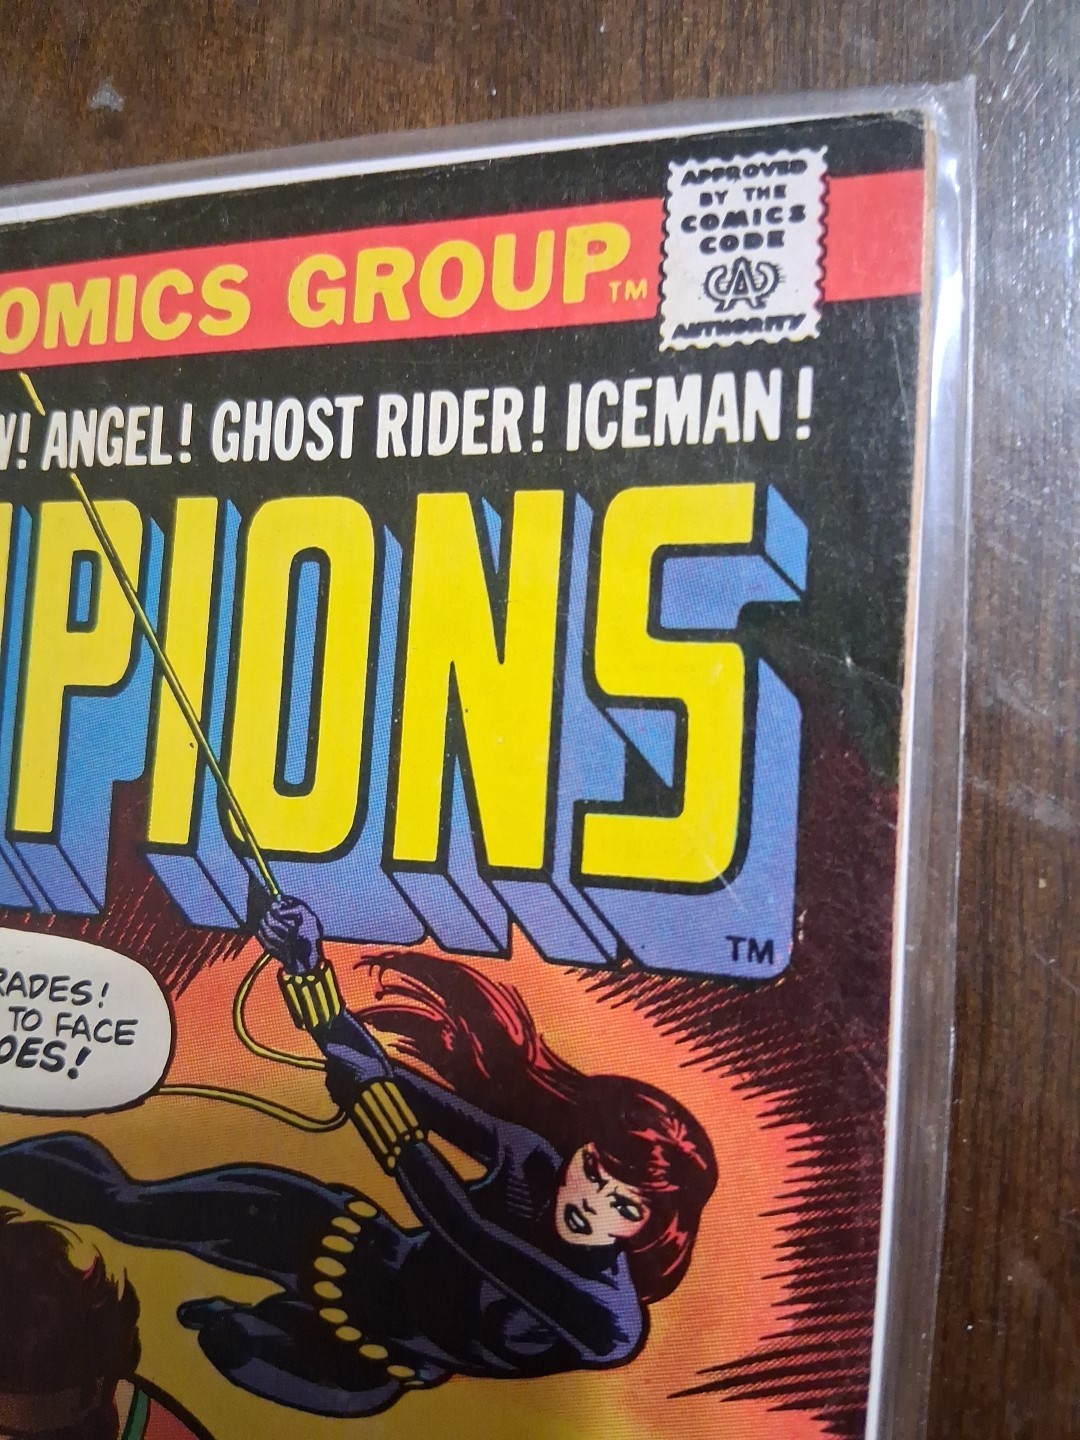 OMICS GROUP TM
APPROVED
BY THE
COMICS
CODE
CA
AUTHORITY
W! ANGEL! GHOST RIDER! ICEMAN!
PIONS
TM
RADES!
TO FACE
OES!